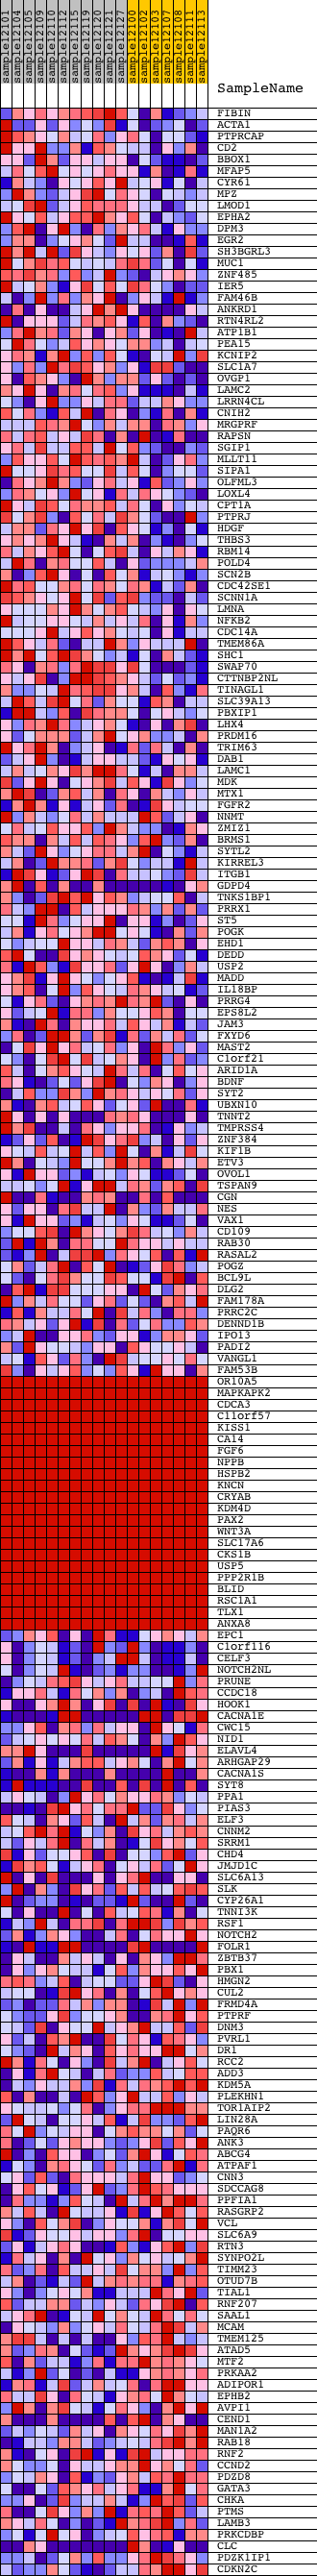 sample12101
sample12104
sample12105
sample12109
sample12110
sample12112
sample12115
sample12119
sample12120
sample12121
sample12127
sample12100
sample12102
sample12103
sample12107
sample12108
sample12111
sample12113
SampleName
FIBIN
ACTA1
PTPRCAP
CD2
BBOX1
MFAP5
CYR61
MPZ
LMOD1
EPHA2
DPM3
EGR2
SH3BGRL3
MUC1
ZNF485
IER5
FAM46B
ANKRD1
RTN4RL2
ATP1B1
PEA15
KCNIP2
SLC1A7
OVGP1
LAMC2
LRRN4CL
CNIH2
MRGPRF
RAPSN
SGIP1
MLLT11
SIPA1
OLFML3
LOXL4
CPT1A
PTPRJ
HDGF
THBS3
RBM14
POLD4
SCN2B
CDC42SE1
SCNN1A
LMNA
NFKB2
CDC14A
TMEM86A
SHC1
SWAP70
CTTNBP2NL
TINAGL1
SLC39A13
PBXIP1
LHX4
PRDM16
TRIM63
DAB1
LAMC1
MDK
MTX1
FGFR2
NNMT
ZMIZ1
BRMS1
SYTL2
KIRREL3
ITGB1
GDPD4
TNKS1BP1
PRRX1
ST5
POGK
EHD1
DEDD
USP2
MADD
IL18BP
PRRG4
EPS8L2
JAM3
FXYD6
MAST2
C1orf21
ARID1A
BDNF
SYT2
UBXN10
TNNT2
TMPRSS4
ZNF384
KIF1B
ETV3
OVOL1
TSPAN9
CGN
NES
VAX1
CD109
RAB30
RASAL2
POGZ
BCL9L
DLG2
FAM178A
PRRC2C
DENND1B
IPO13
PADI2
VANGL1
FAM53B
OR10A5
MAPKAPK2
CDCA3
C11orf57
KISS1
CA14
FGF6
NPPB
HSPB2
KNCN
CRYAB
KDM4D
PAX2
WNT3A
SLC17A6
CKS1B
USP5
PPP2R1B
BLID
RSC1A1
TLX1
ANXA8
EPC1
C1orf116
CELF3
NOTCH2NL
PRUNE
CCDC18
HOOK1
CACNA1E
CWC15
NID1
ELAVL4
ARHGAP29
CACNA1S
SYT8
PPA1
PIAS3
ELF3
CNNM2
SRRM1
CHD4
JMJD1C
SLC6A13
SLK
CYP26A1
TNNI3K
RSF1
NOTCH2
FOLR1
ZBTB37
PBX1
HMGN2
CUL2
FRMD4A
PTPRF
DNM3
PVRL1
DR1
RCC2
ADD3
KDM5A
PLEKHN1
TOR1AIP2
LIN28A
PAQR6
ANK3
ABCG4
ATPAF1
CNN3
SDCCAG8
PPFIA1
RASGRP2
VCL
SLC6A9
RTN3
SYNPO2L
TIMM23
OTUD7B
TIAL1
RNF207
SAAL1
MCAM
TMEM125
ATAD5
MTF2
PRKAA2
ADIPOR1
EPHB2
AVPI1
CEND1
MAN1A2
RAB18
RNF2
CCND2
PDZD8
GATA3
CHKA
PTMS
LAMB3
PRKCDBP
CLC
PDZK1IP1
CDKN2C